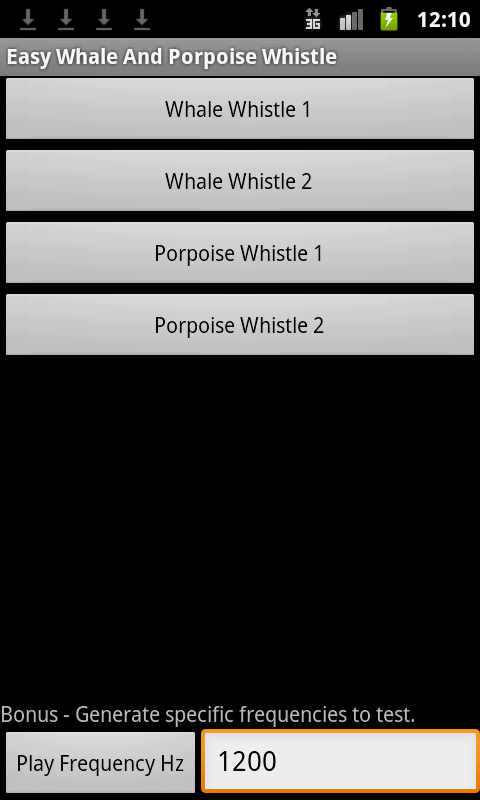 3G 12:10
Easy Whale And Porpoise Whistle
Whale Whistle 1
Whale Whistle 2
Porpoise Whistle 1
Porpoise Whistle 2
Bonus - Generate specific frequencies to test.
Play Frequency Hz 1200